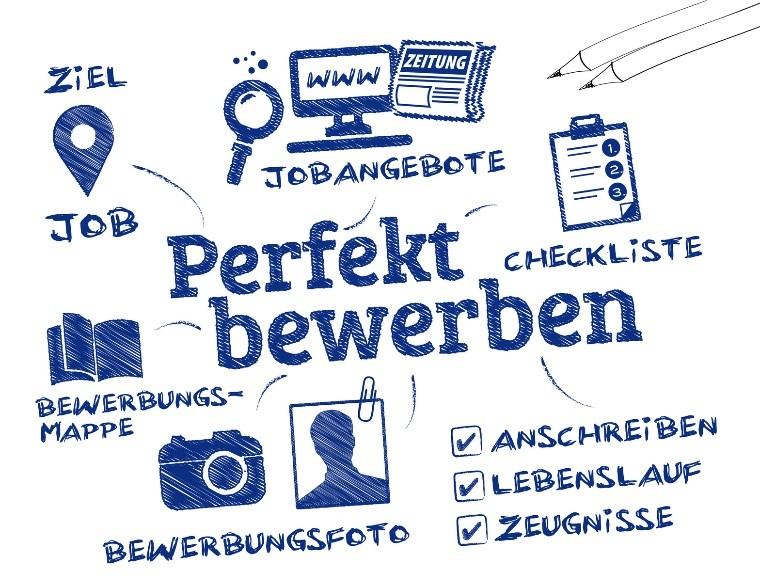 ZIEL
JOB
WWW
ZEITUNG
JOBANGEBOTE
1.
2.
3.
CHECKLISTE
Perfekt
bewerben
BEWERBUNGS-
MAPPE
BEWERBUNGSFOTO
ANSCHREIBEN
LEBENSLAUF
ZEUGNISSE